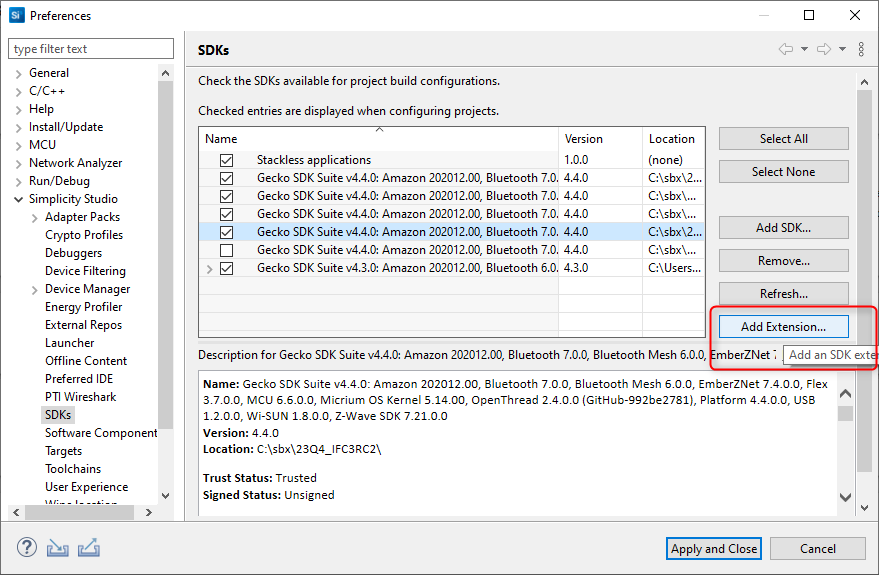 Si Preferences
type filter text
General
C/C++
Help
Install/Update
MCU
Network Analyzer
Run/Debug
Simplicity Studio
Adapter Packs
Crypto Profiles
Debuggers
Device Filtering
Device Manager
Energy Profiler
External Repos
Launcher
Offline Content
Preferred IDE
PTI Wireshark
SDKs
Software Component
Targets
Toolchains
User Experience
SDKs
Check the SDKs available for project build configurations.
Checked entries are displayed when configuring projects.
Name Version Location
Stackless applications 1.0.0 (none)
Gecko SDK Suite v4.4.0: Amazon 202012.00, Bluetooth 7.0. 4.4.0 C:\sbx\2...
Gecko SDK Suite v4.4.0: Amazon 202012.00, Bluetooth 7.0. 4.4.0 C:\sbx\...
Gecko SDK Suite v4.4.0: Amazon 202012.00, Bluetooth 7.0. 4.4.0 C:\sbx\...
Gecko SDK Suite v4.4.0: Amazon 202012.00, Bluetooth 7.0. 4.4.0 C:\sbx\2...
Gecko SDK Suite v4.4.0: Amazon 202012.00, Bluetooth 7.0. 4.4.0 C:\sbx\...
Gecko SDK Suite v4.3.0: Amazon 202012.00, Bluetooth 6.0. 4.3.0 C:\Users...
Select All
Select None
Add SDK...
Remove...
Refresh...
Add Extension...
Add an SDK exte
Description for Gecko SDK Suite v4.4.0: Amazon 202012.00, Bluetooth 7.0.0, Bluetooth Mesh 6.0.0, EmberZNet 7
Name: Gecko SDK Suite v4.4.0: Amazon 202012.00, Bluetooth 7.0.0, Bluetooth Mesh 6.0.0, EmberZNet 7.4.0.0, Flex
3.7.0.0, MCU 6.6.0.0, Micrium OS Kernel 5.14.00, OpenThread 2.4.0.0 (GitHub-992be2781), Platform 4.4.0.0, USB
1.2.0.0, Wi-SUN 1.8.0.0, Z-Wave SDK 7.21.0.0
Version: 4.4.0
Location: C:\sbx\23Q4_IFC3RC2\
Trust Status: Trusted
Signed Status: Unsigned
Apply and Close
Cancel